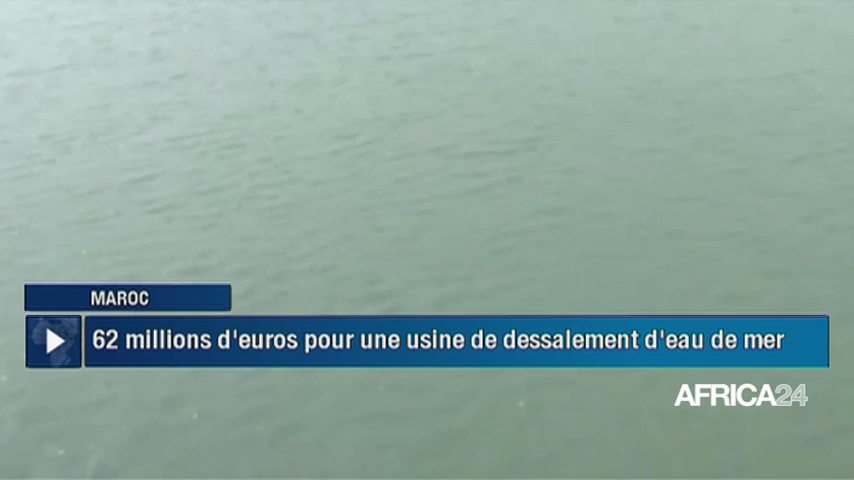 MAROC
62 millions d'euros pour une usine de dessalement d'eau de mer
AFRICA24